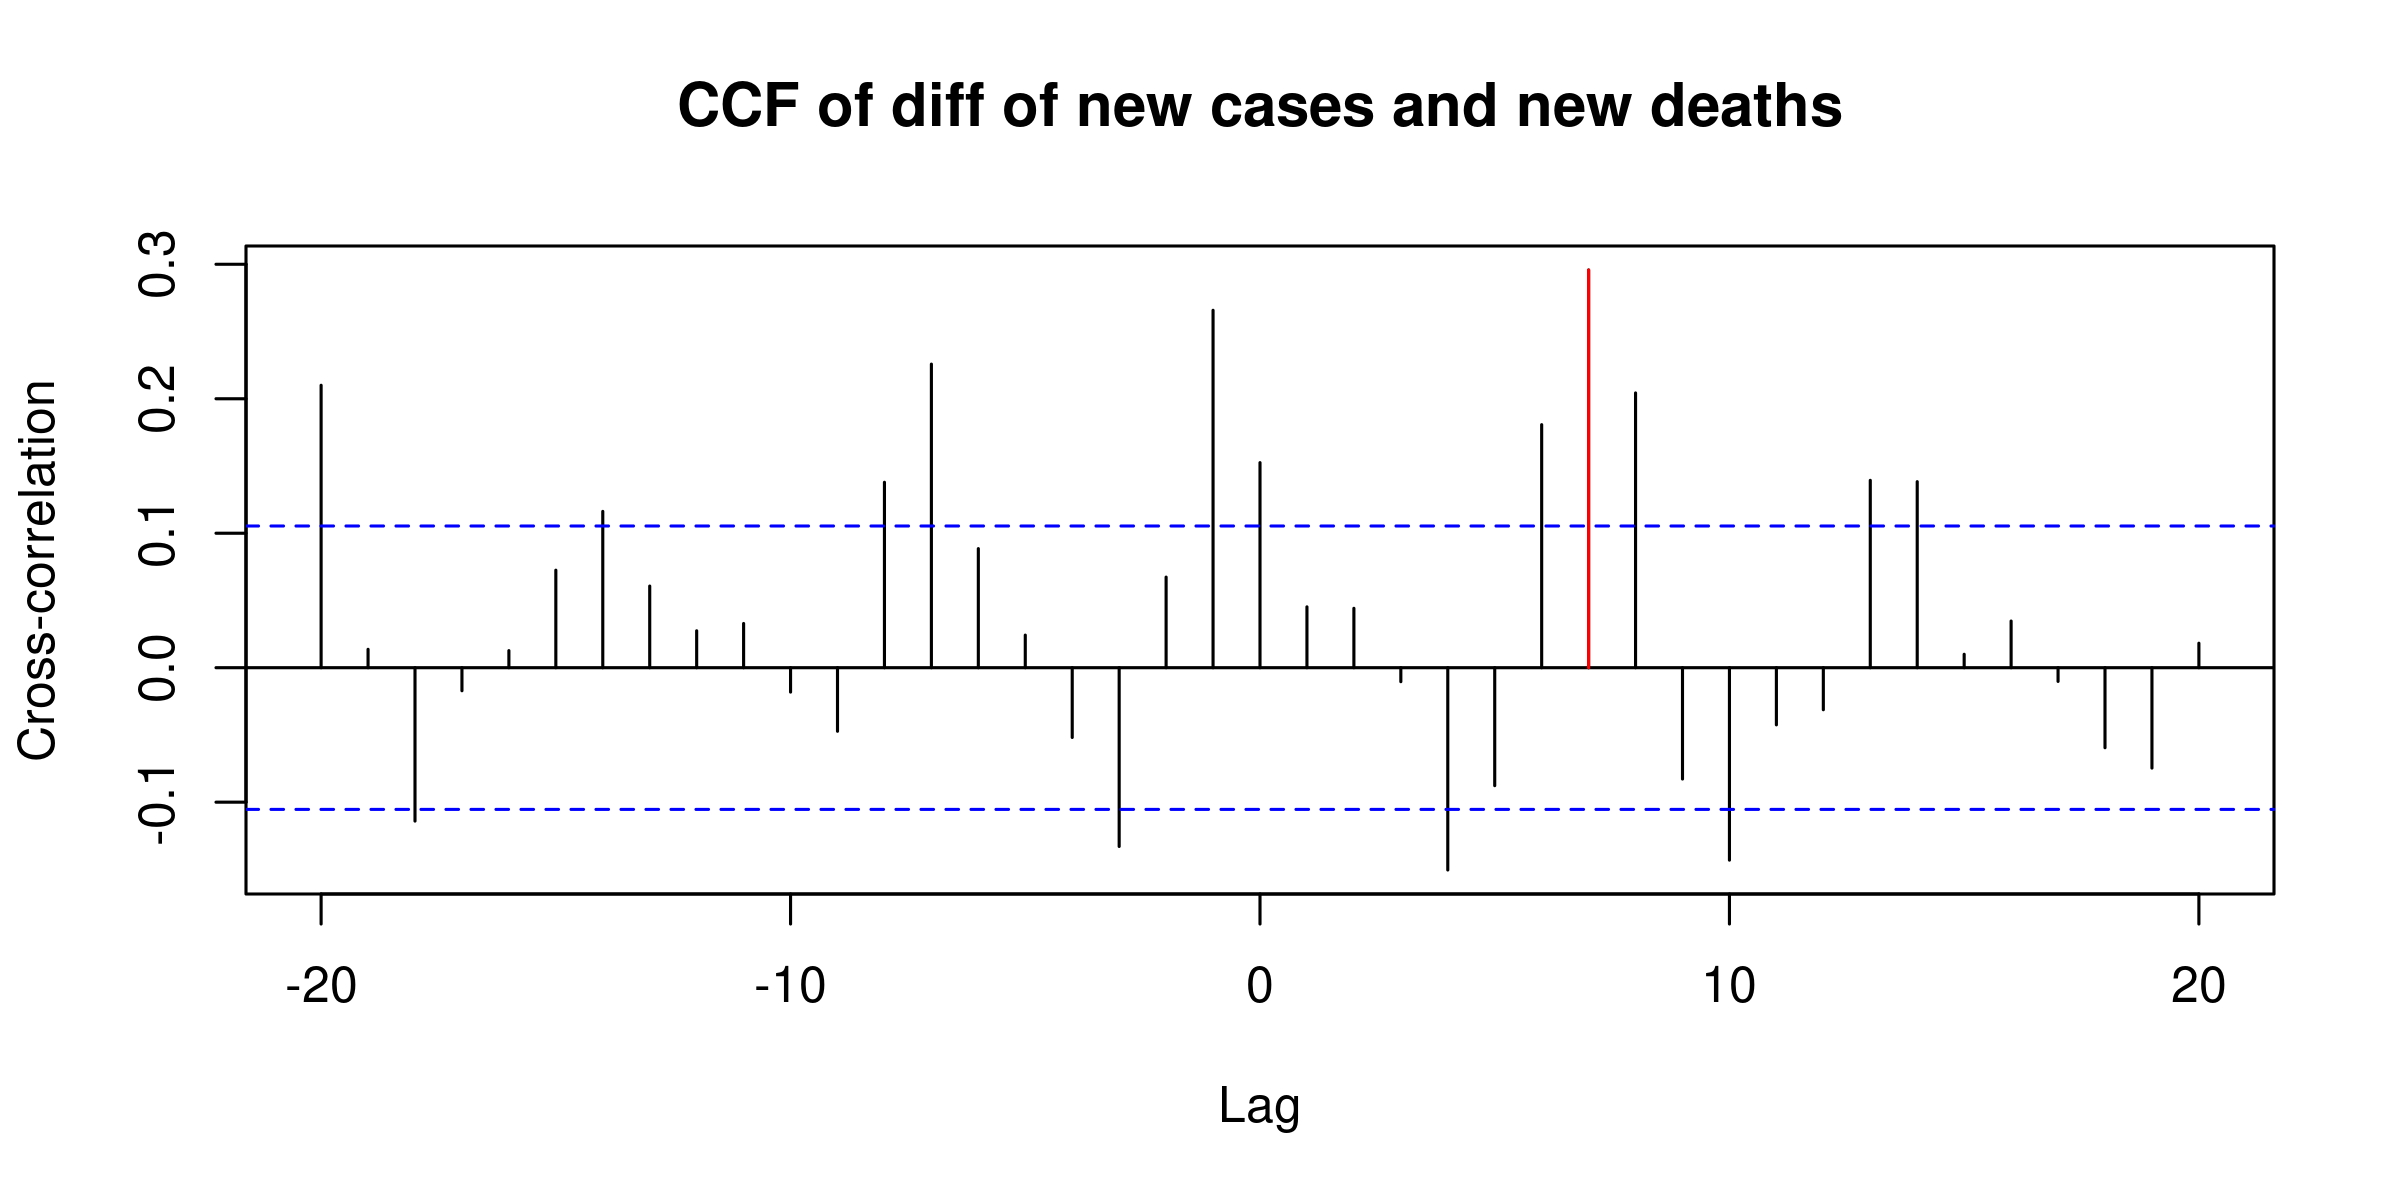 CCF of diff of new cases and new deaths
Cross-correlation
0.3
0.2
0.1
0.0
-0.1
-20 -10 0 10 20
Lag